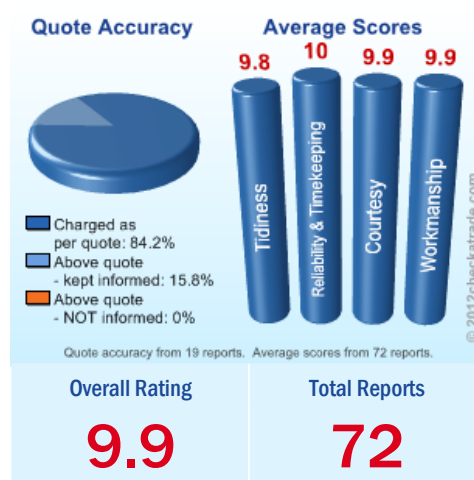 Quote Accuracy
Average Scores
9.8
10
9.9
9.9
Tidiness
Reliability & Timekeeping
Courtesy
Workmanship
Charged as
per quote: 84.2%
Above quote
- kept informed: 15.8%
Above quote
- NOT informed: 0%
© 2012checkatrade.com
Quote accuracy from 19 reports. Average scores from 72 reports.
Overall Rating
Total Reports
9.9
72